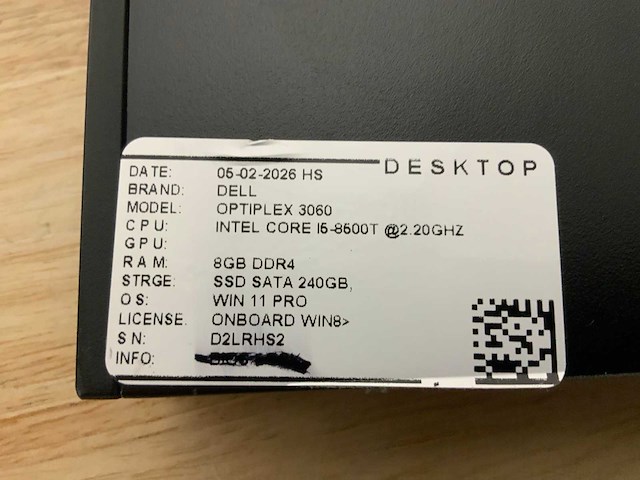 DESKTOP
DATE: 05-02-2026 HS
BRAND: DELL
MODEL: OPTIPLEX 3060
CPU: INTEL CORE I5-8500T @2.20GHZ
GPU:
RAM: 8GB DDR4
STRGE: SSD SATA 240GB,
OS: WIN 11 PRO
LICENSE: ONBOARD WIN8>
SN: D2LRHS2
INFO: